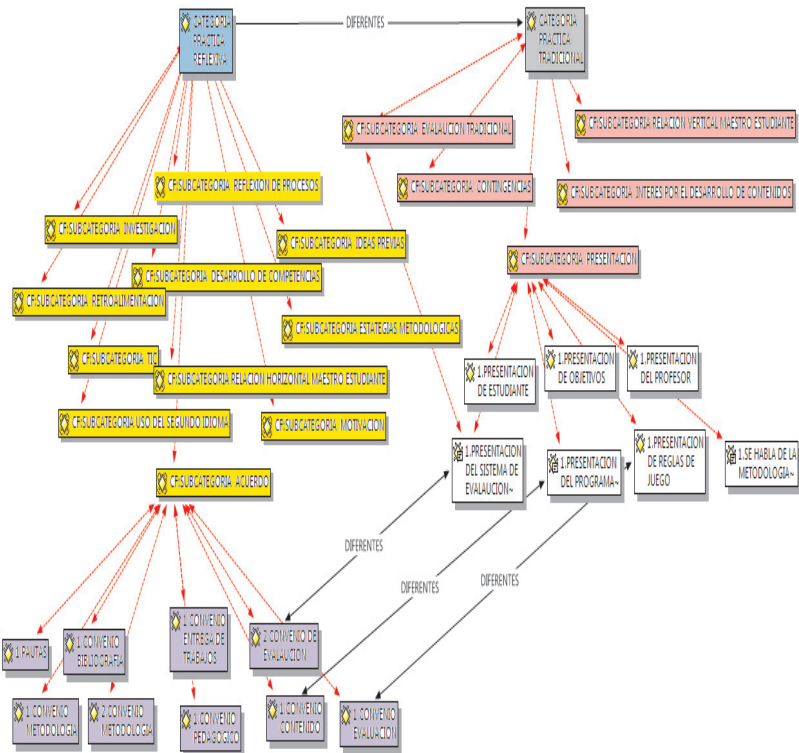 CATEGORIA
PRACTICA
REFLEXIVA
DIFERENTES
CATEGORIA
PRACTICA
TRADICIONAL
CF:SUBCATEGORIA EVALAUCION TRADICIONAL
CF:SUBCATEGORIA RELACION VERTICAL MAESTRO ESTUDIANTE
CF:SUBCATEGORIA REFLEXION DE PROCESOS
CF:SUBCATEGORIA CONTINGENCIAS
CF:SUBCATEGORIA INTERES POR EL DESARROLLO DE CONTENIDOS
CF:SUBCATEGORIA INVESTIGACION
CF:SUBCATEGORIA IDEAS PREVIAS
CF:SUBCATEGORIA PRESENTACION
CF:SUBCATEGORIA DESARROLLO DE COMPETENCIAS
CF:SUBCATEGORIA RETROALIMENTACION
CF:SUBCATEGORIA ESTATEGIAS METODOLOGICAS
CF:SUBCATEGORIA TIC
CF:SUBCATEGORIA RELACION HORIZONTAL MAESTRO ESTUDIANTE
1.PRESENTACION
DE ESTUDIANTE
1.PRESENTACION
DE OBJETIVOS
1.PRESENTACION
DEL PROFESOR
CF:SUBCATEGORIA USO DEL SEGUNDO IDIOMA
CF:SUBCATEGORIA MOTIVACION
1.PRESENTACION
DEL SISTEMA DE
EVALAUCION~
1.PRESENTACION
DEL PROGRAMA~
1.PRESENTACION
DE REGLAS DE
JUEGO
1.SE HABLA DE LA
METODOLOGIA~
CF:SUBCATEGORIA ACUERDO
DIFERENTES
DIFERENTES
DIFERENTES
1.PAUTAS
1.CONVENIO
BIBLIOGRAFIA
1.CONVENIO
ENTREGA DE
TRABAJOS
2.CONVENIO DE
EVALAUCION
1.CONVENIO
METODOLOGIA
2.CONVENIO
METODOLOGIA
1.CONVENIO
PEDAGOGICO
1.CONVENIO
CONTENIDO
1.CONVENIO
EVALUACION